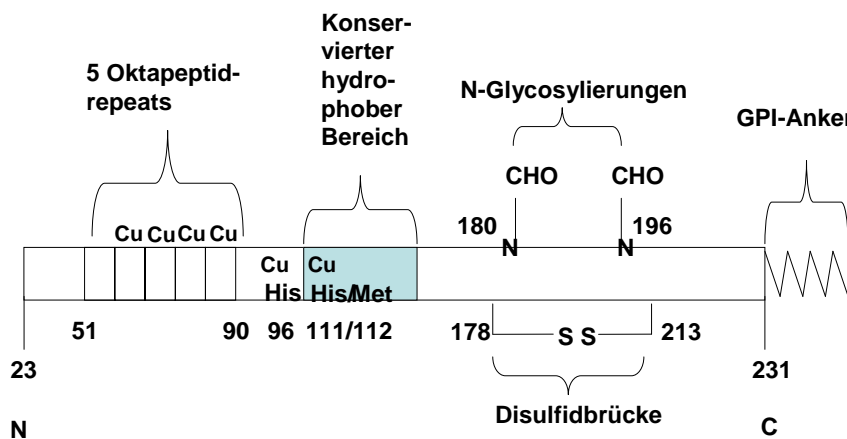 Konser-
vierter
hydro-
phober
Bereich
5 Oktapeptid-
repeats
N-Glycosylierungen
GPI-Anker
CHO CHO
Cu Cu Cu Cu
180 N N 196
Cu Cu
His His/Met
51 90 96 111/112 178 S S 213
23 231
Disulfidbrücke
N C